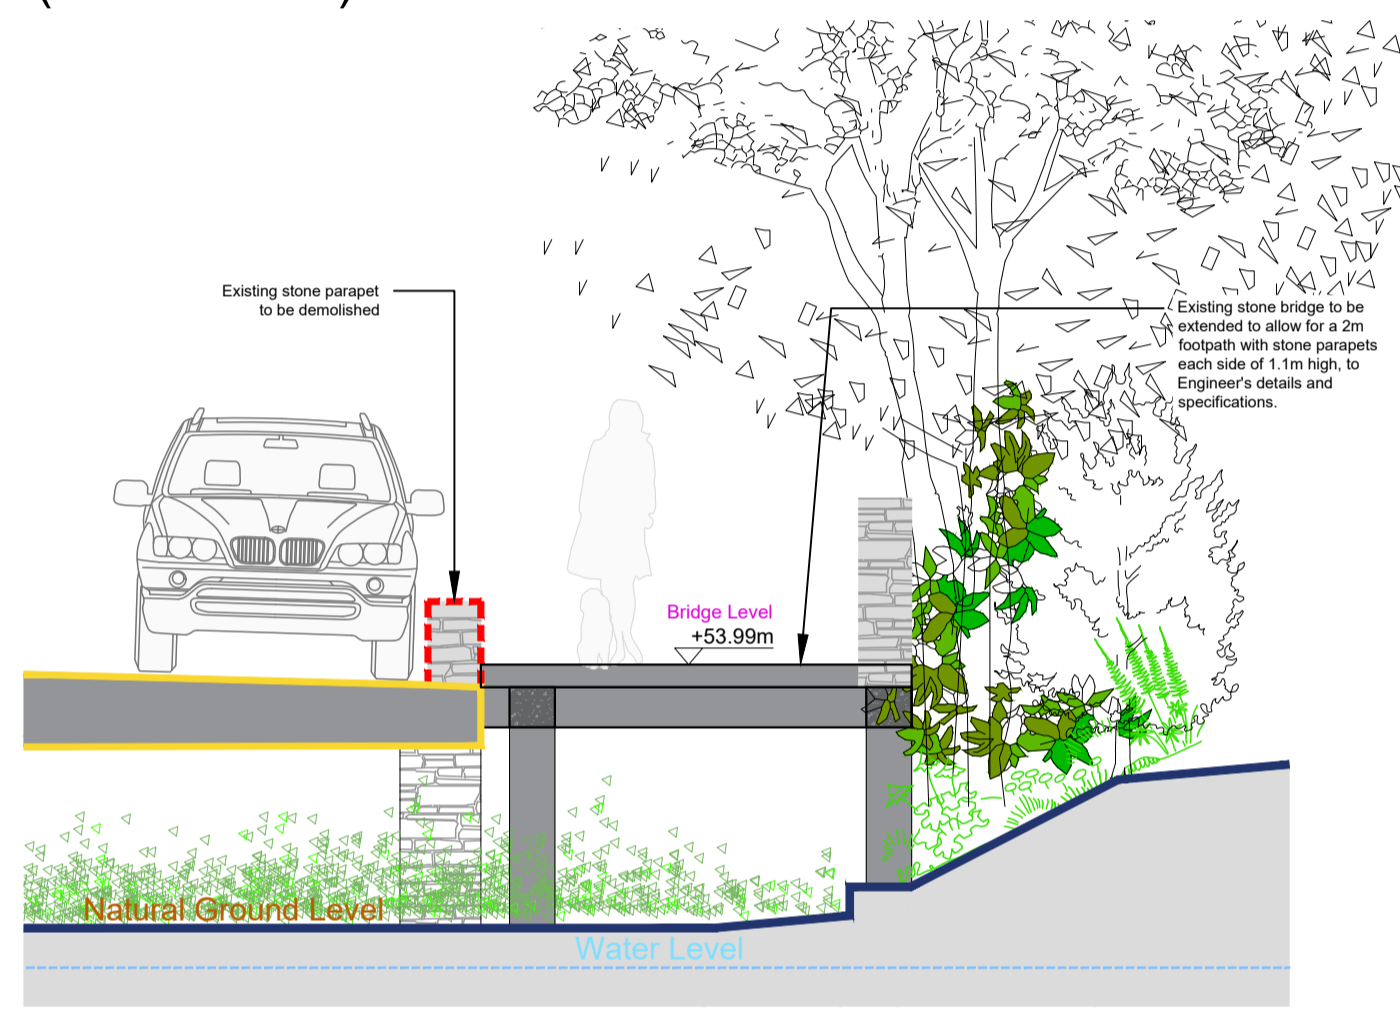 Existing stone parapet
to be demolished
Existing stone bridge to be
extended to allow for a 2m
footpath with stone parapets
each side of 1.1m high, to
Engineer's details and
specifications.
Bridge Level
+53.99m
Natural Ground Level
Water Level